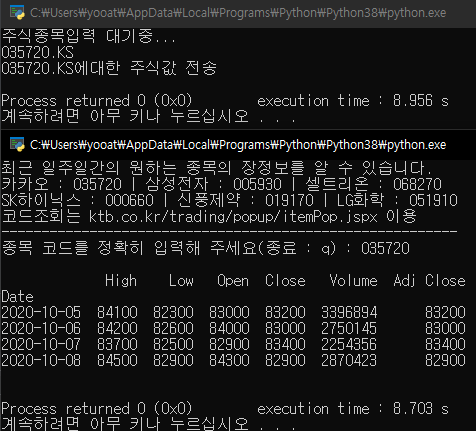 C:₩Users₩yooat₩AppData₩Local₩Programs₩Python₩Python38₩python.exe
주식종목입력 대기중...
035720.KS
035720.KS에대한 주식값 전송
Process returned 0 (0x0) execution time : 8.956 s
계속하려면 아무 키나 누르십시오 . . .
C:₩Users₩yooat₩AppData₩Local₩Programs₩Python₩Python38₩python.exe
최근 일주일간의 원하는 종목의 장정보를 알 수 있습니다.
카카오 : 035720 | 삼성전자 : 005930 | 셀트리온 : 068270
SK하이닉스 : 000660 | 신풍제약 : 019170 | LG화학 : 051910
코드조회는 ktb.co.kr/trading/popup/itemPop.jspx 이용
------------------------------------------------------------
종목 코드를 정확히 입력해 주세요(종료 : q) : 035720
High Low Open Close Volume Adj Close
Date
2020-10-05 84100 82300 83000 83200 3396894 83200
2020-10-06 84200 82600 84000 83000 2750145 83000
2020-10-07 83700 82500 82900 83400 2254356 83400
2020-10-08 84500 82900 84300 82900 2870423 82900
Process returned 0 (0x0) execution time : 8.703 s
계속하려면 아무 키나 누르십시오 . . .